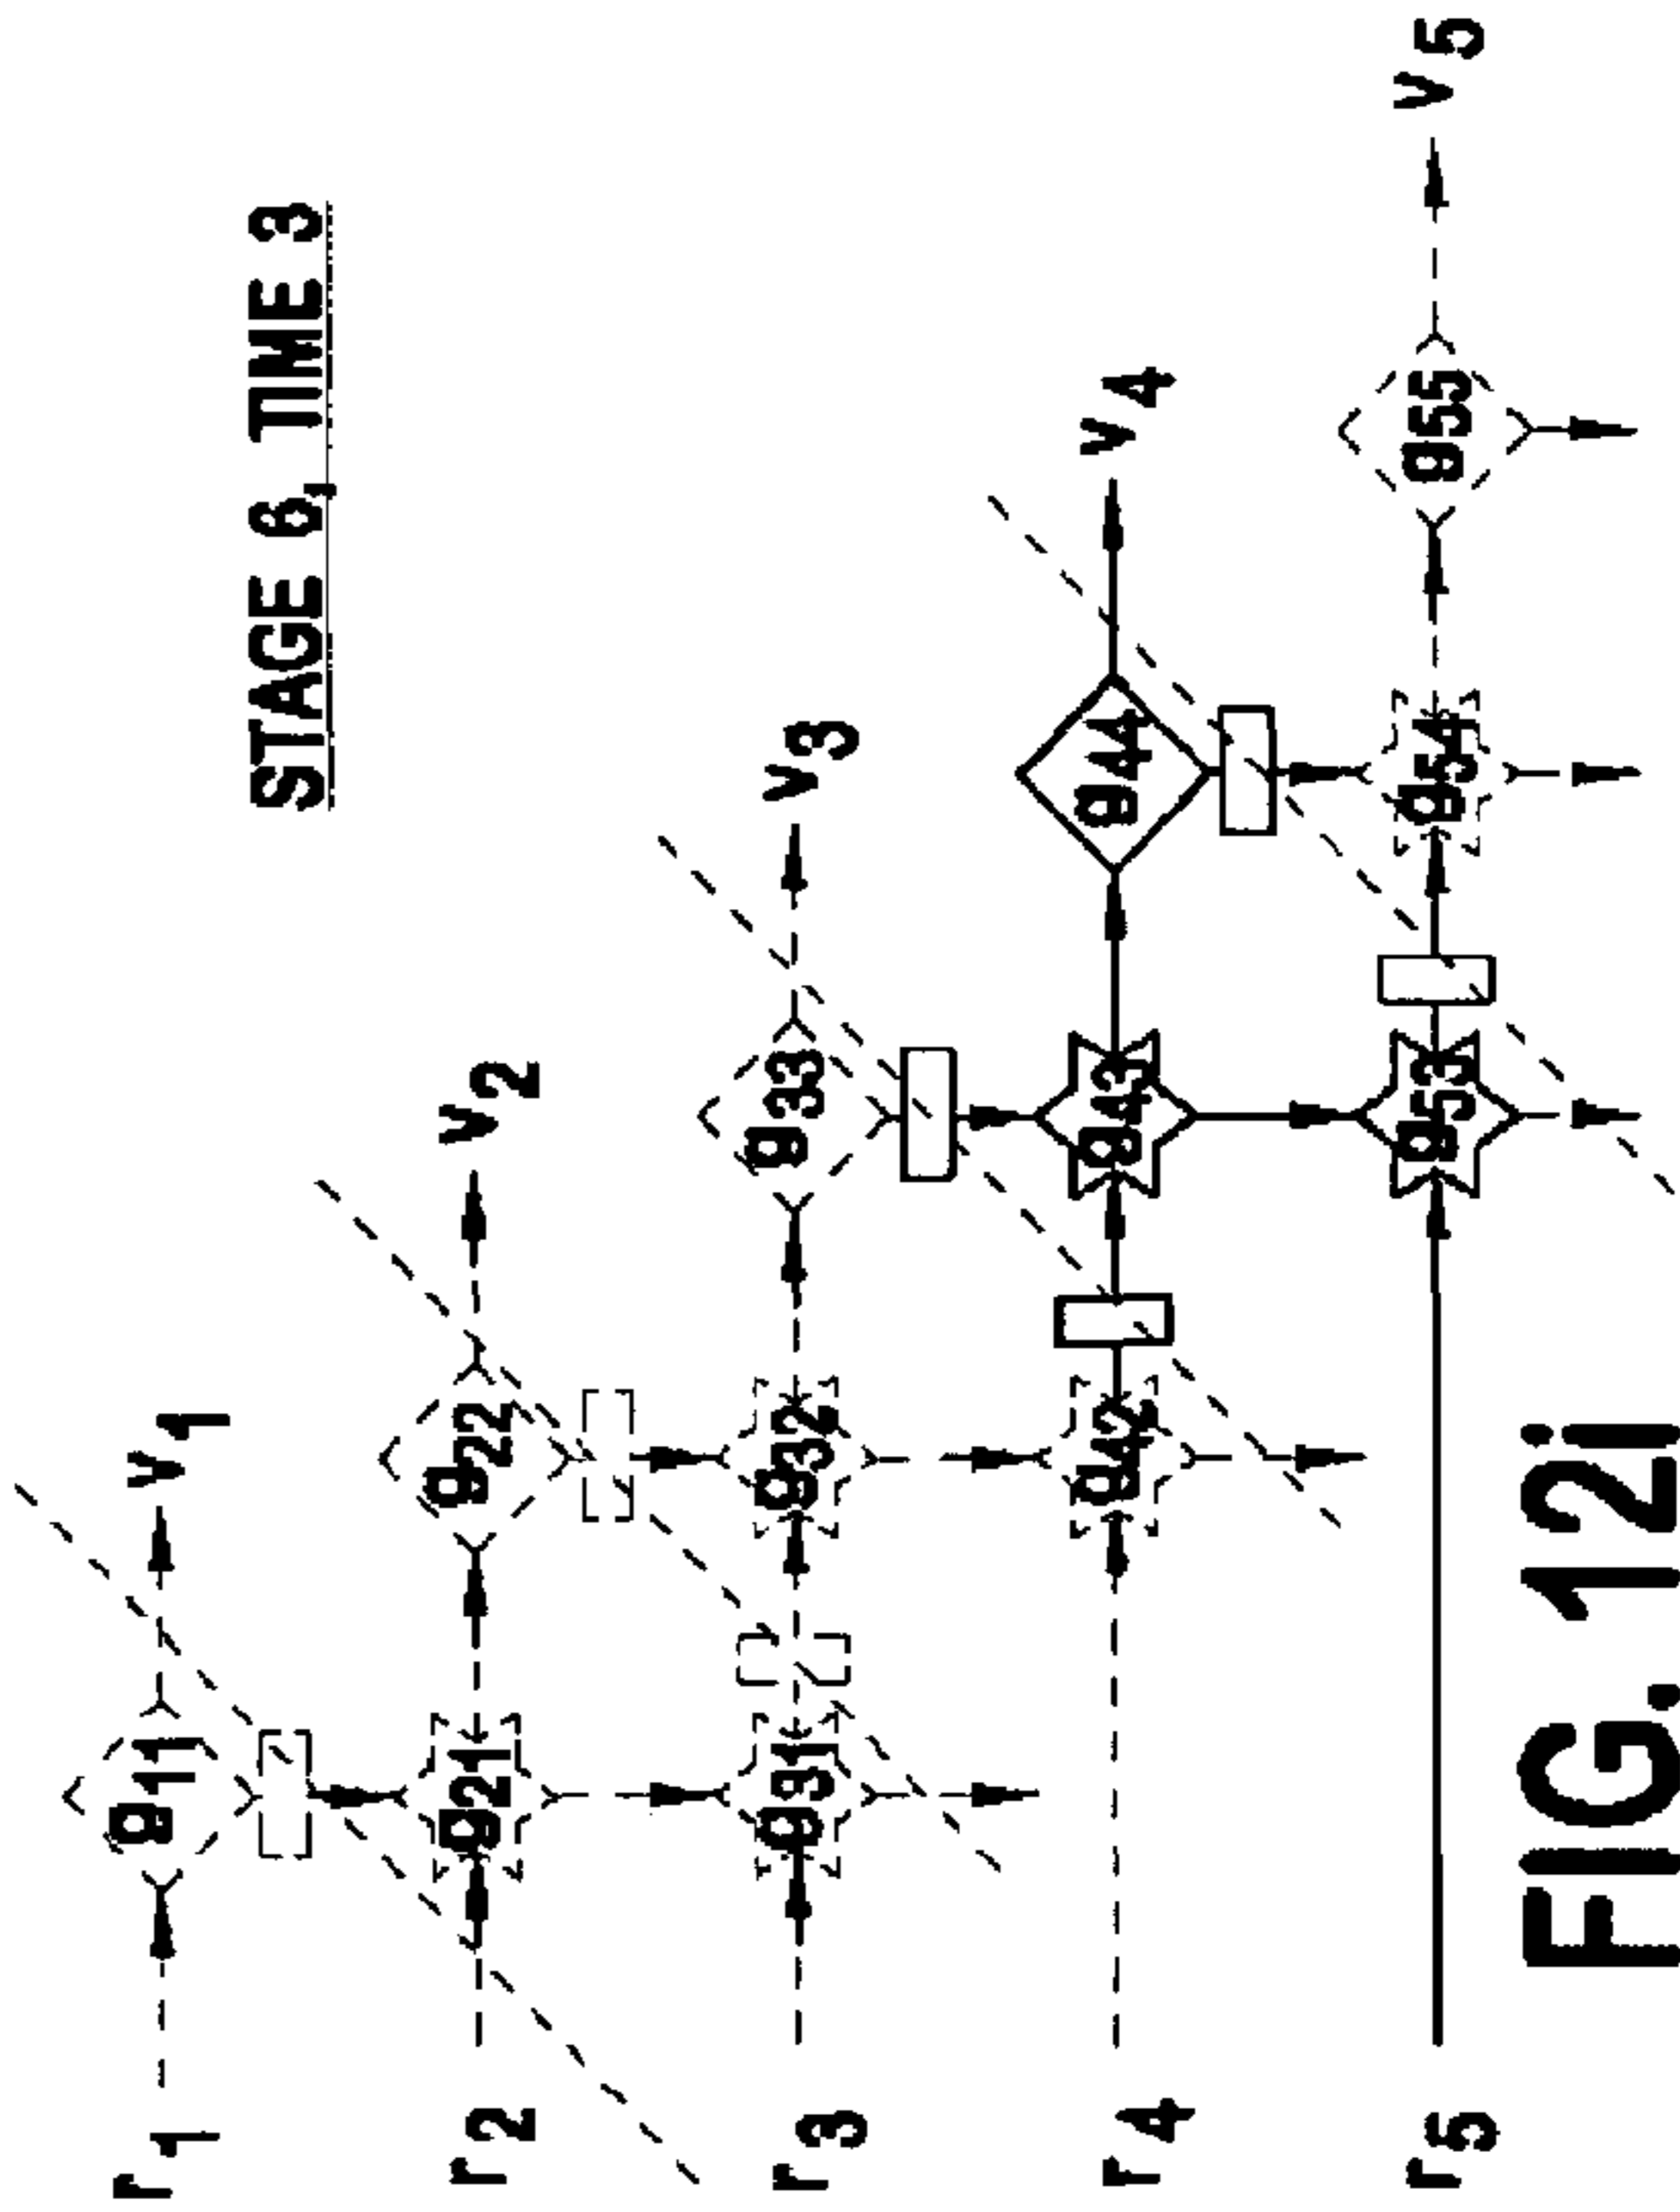 STAGE 6, TIME 3
r1 g11 v1
r2 g21 g22 v2
r3 g31 g32 g33 v3
r4 g42 g43 g44 v4
r5 g53 g54 g55 v5
FIG. 12i